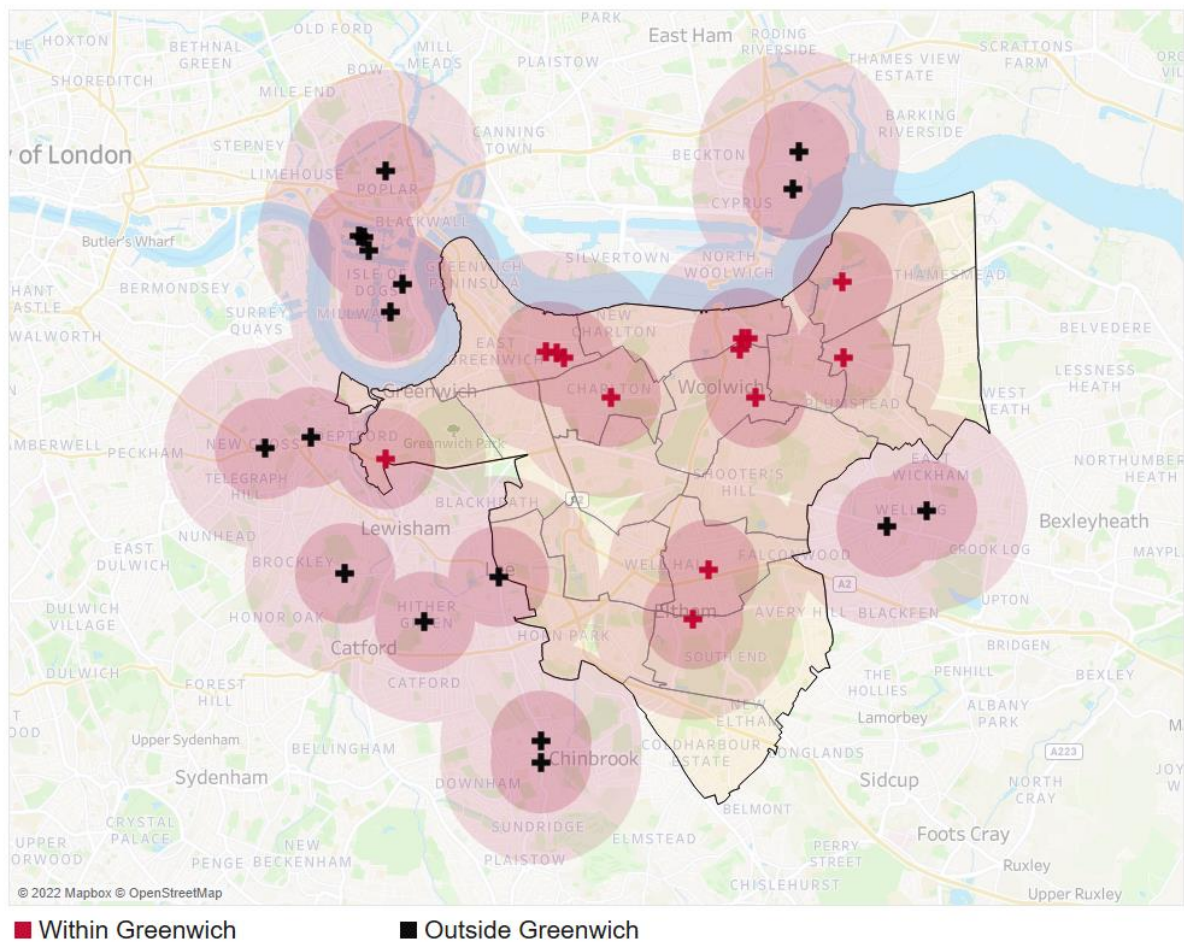 PARK
OLD FORD
East Ham
RODING
RIVERSIDE
HOXTON
BETHNAL
GREEN
MILL
MEADS
PLAISTOW
SCRATTONS
FARM
THAMES VIEW
ESTATE
SHOREDITCH
BOW
MILE END
BARKING
RIVERSIDE
CANNING
TOWN
STEPNEY
y of London
BECKTON
LIMEHOUSE
POPLAR
CYPRUS
BLACKWALL
Butler's Wharf
SILVERTOWN
NORTH
WOOLWICH
GREENWICH
PENINSULA
ISLE OF
DOGS
THAMESMEAD
BERMONDSEY
SURREY
QUAYS
NEW
CHARLTON
BELVEDERE
WALWORTH
EAST
GREENWICH
LESSNESS
HEATH
Greenwich
CHARLTON
Woolwich
PLUMSTEAD
WEST
HEATH
NEW CROSS
DEPTFORD
Greenwich Park
PECKHAM
TELEGRAPH
HILL
SHOOTER'S
HILL
EAST
WICKHAM
NORTHUMBER
HEATH
BLACKHEATH
A2
Lewisham
Bexleyheath
NUNHEAD
EAST
DULWICH
BROCKLEY
Lee
WELL HALL
FALCONWOOD
CROOK LOG
MAYPL
A2
DULWICH
VILLAGE
HONOR OAK
HITHER
GREEN
Eltham
AVERY HILL
BLACKFEN
UPTON
HORN PARK
Catford
SOUTH END
BRIDGEN
DULWICH
CATFORD
THE
HOLLIES
PENHILL
BEXLEY
FOREST
HILL
NEW
ELTHAM
Lamorbey
ALBANY
PARK
Upper Sydenham
BELLINGHAM
COLDHARBOUR
ESTATE
A223
Chinbrook
Sydenham
DOWNHAM
Sidcup
NORTH
CRAY
BELMONT
CRYSTAL
PALACE
SUNDRIDGE
ELMSTEAD
Foots Cray
UPPER
NEW
BECKENHAM
PENGE
PLAISTOW
PERRY
STREET
Ruxley
CHISLEHURST
Upper Ruxley
© 2022 Mapbox © OpenStreetMap
Within Greenwich
Outside Greenwich